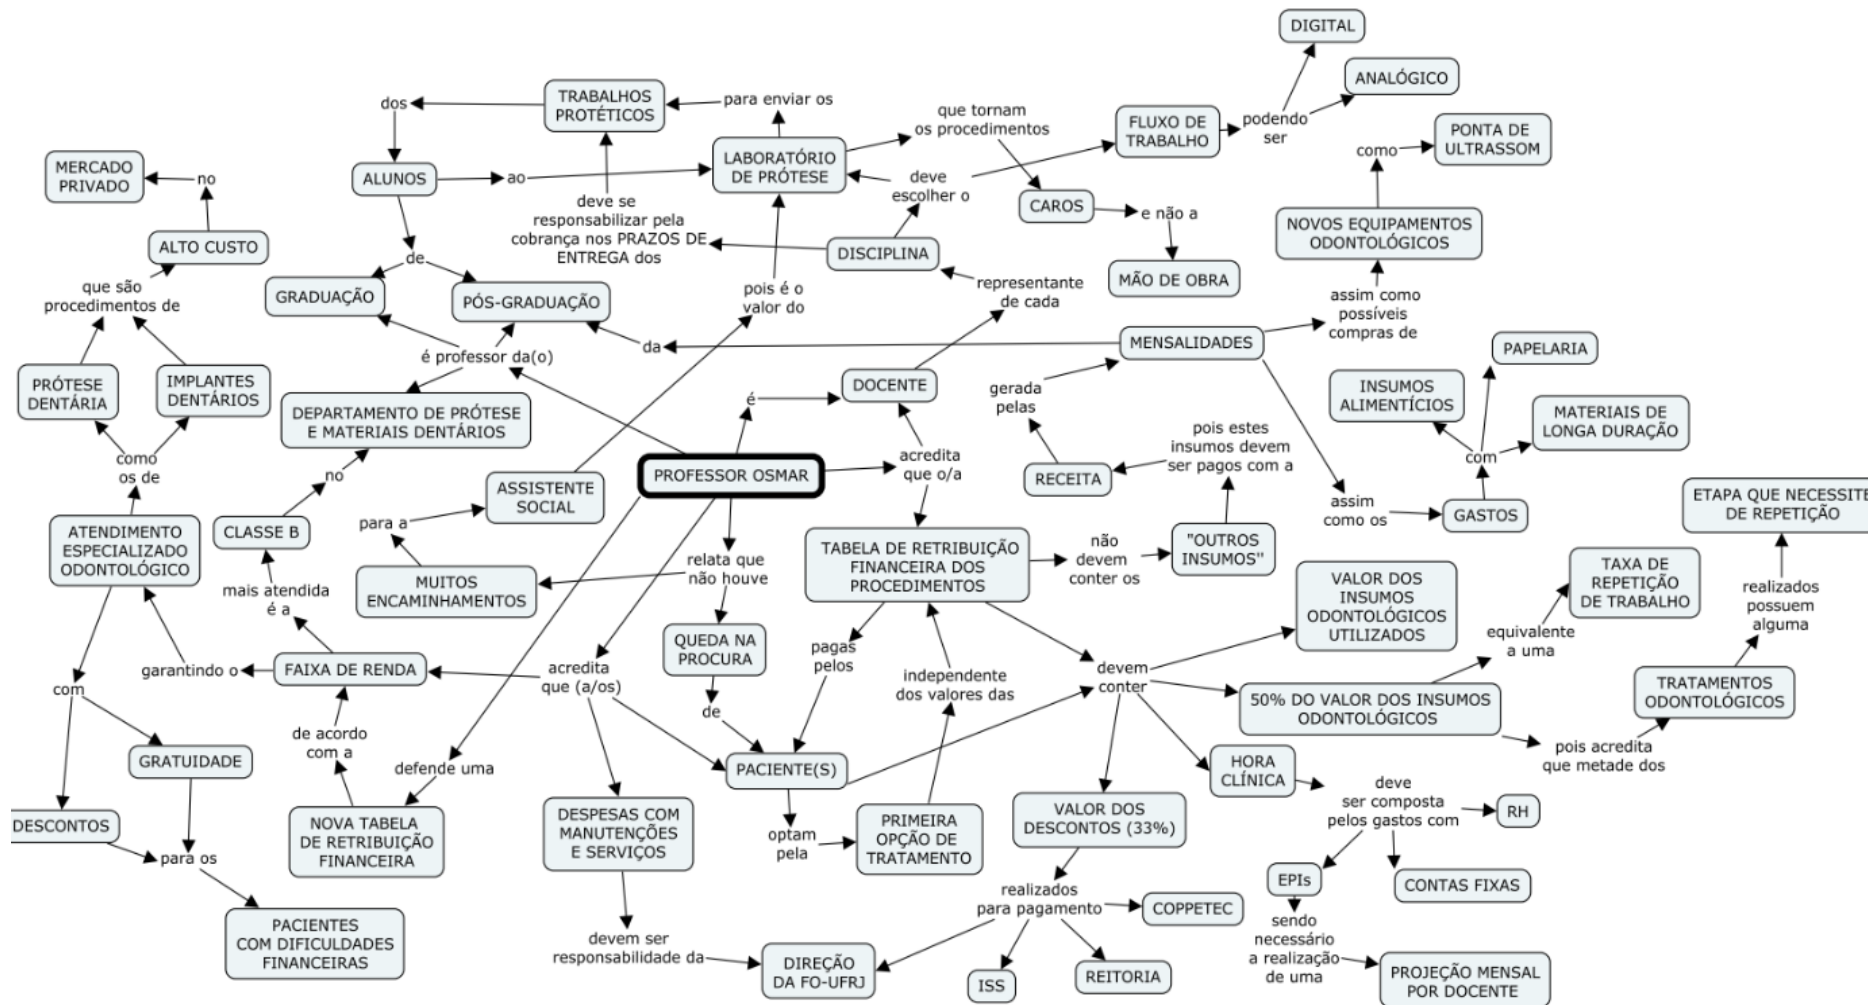 DIGITAL
ANALÓGICO
podendo
ser
FLUXO DE
TRABALHO
que tornam
os procedimentos
para enviar os
TRABALHOS
PROTÉTICOS
dos
ALUNOS
ao
LABORATÓRIO
DE PRÓTESE
deve
escolher o
CAROS
e não a
MÃO DE OBRA
como
PONTA DE
ULTRASSOM
NOVOS EQUIPAMENTOS
ODONTOLÓGICOS
assim como
possíveis
compras de
MERCADO
PRIVADO
no
ALTO CUSTO
que são
procedimentos de
PRÓTESE
DENTÁRIA
IMPLANTES
DENTÁRIOS
como
os de
de
GRADUAÇÃO
PÓS-GRADUAÇÃO
deve se
responsabilizar pela
cobrança nos PRAZOS DE
ENTREGA dos
DISCIPLINA
representante
de cada
pois é o
valor do
é professor da(o)
da
MENSALIDADES
DEPARTAMENTO DE PRÓTESE
E MATERIAIS DENTÁRIOS
no
é
DOCENTE
gerada
pelas
PAPELARIA
INSUMOS
ALIMENTÍCIOS
MATERIAIS DE
LONGA DURAÇÃO
com
GASTOS
assim
como os
pois estes
insumos devem
ser pagos com a
RECEITA
PROFESSOR OSMAR
acredita
que o/a
ASSISTENTE
SOCIAL
para a
MUITOS
ENCAMINHAMENTOS
relata que
não houve
QUEDA NA
PROCURA
de
ATENDIMENTO
ESPECIALIZADO
ODONTOLÓGICO
CLASSE B
mais atendida
é a
garantindo o
FAIXA DE RENDA
acredita
que (a/os)
TABELA DE RETRIBUIÇÃO
FINANCEIRA DOS
PROCEDIMENTOS
não
devem
conter os
"OUTROS
INSUMOS"
ETAPA QUE NECESSITE
DE REPETIÇÃO
realizados
possuem
alguma
TAXA DE
REPETIÇÃO
DE TRABALHO
VALOR DOS
INSUMOS
ODONTOLÓGICOS
UTILIZADOS
equivalente
a uma
TRATAMENTOS
ODONTOLÓGICOS
50% DO VALOR DOS INSUMOS
ODONTOLÓGICOS
pois acredita
que metade dos
devem
conter
pagas
pelos
independente
dos valores das
com
GRATUIDADE
DESCONTOS
para os
PACIENTES
COM DIFICULDADES
FINANCEIRAS
de acordo
com a
defende uma
NOVA TABELA
DE RETRIBUIÇÃO
FINANCEIRA
DESPESAS COM
MANUTENÇÕES
E SERVIÇOS
devem ser
responsabilidade da
PACIENTE(S)
optam
pela
PRIMEIRA
OPÇÃO DE
TRATAMENTO
VALOR DOS
DESCONTOS (33%)
HORA
CLÍNICA
deve
ser composta
pelos gastos com
RH
EPIs
CONTAS FIXAS
realizados
para pagamento
COPPETEC
DIREÇÃO
DA FO-UFRJ
ISS
REITORIA
sendo
necessário
a realização
de uma
PROJEÇÃO MENSAL
POR DOCENTE